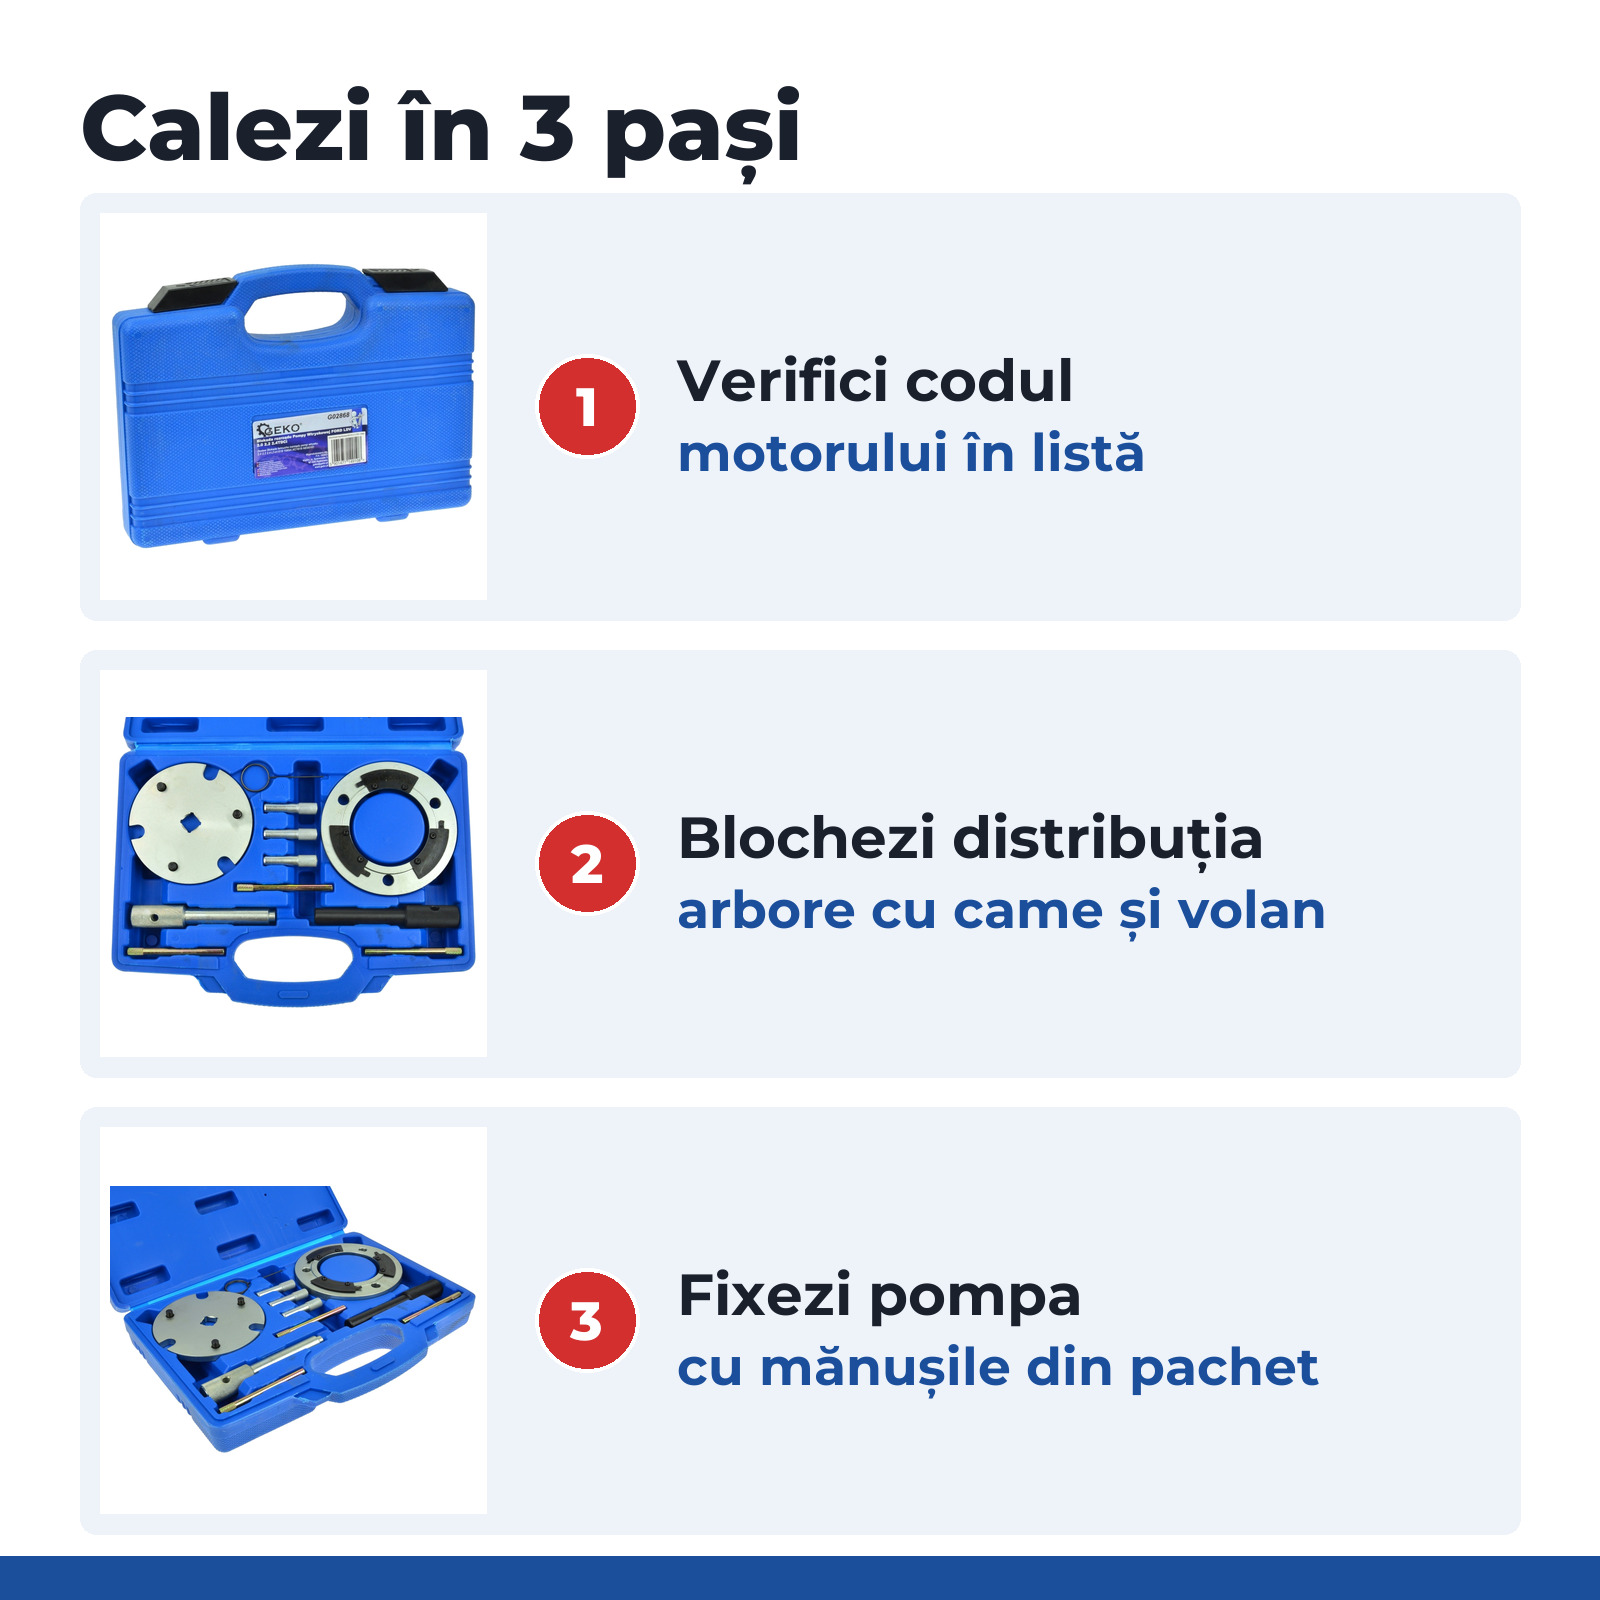 Calezi în 3 pași
G02868
GEKO
1
Verifici codul
motorului în listă
2
Blochezi distribuția
arbore cu came și volan
3
Fixezi pompa
cu mănușile din pachet